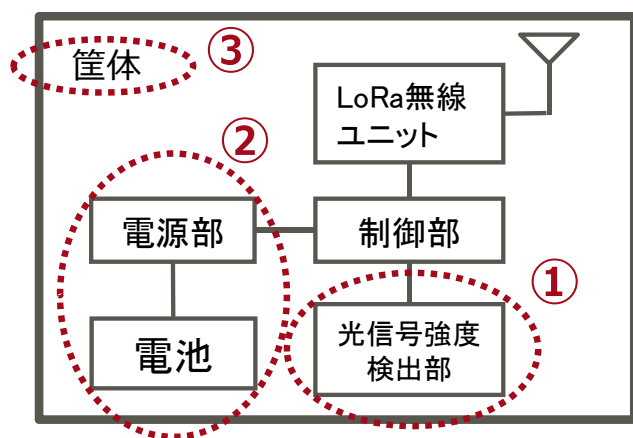 筐体
③
LoRa無線
ユニット
②
電源部
制御部
①
電池
光信号強度
検出部